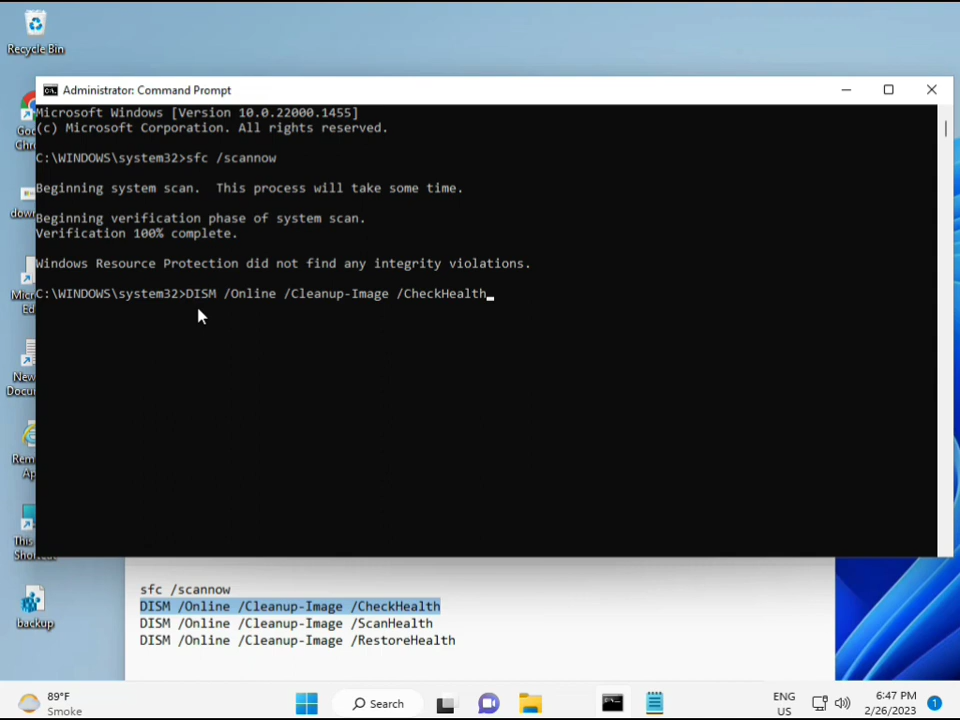 Recycle Bin
Administrator: Command Prompt
Microsoft Windows [Version 10.0.22000.1455]
(c) Microsoft Corporation. All rights reserved.
C:\WINDOWS\system32>sfc /scannow
Beginning system scan.  This process will take some time.
Beginning verification phase of system scan.
Verification 100% complete.
Windows Resource Protection did not find any integrity violations.
C:\WINDOWS\system32>DISM /Online /Cleanup-Image /CheckHealth
sfc /scannow
DISM /Online /Cleanup-Image /CheckHealth
DISM /Online /Cleanup-Image /ScanHealth
DISM /Online /Cleanup-Image /RestoreHealth
backup
89°F
Smoke
Search
ENG
US
6:47 PM
2/26/2023
1